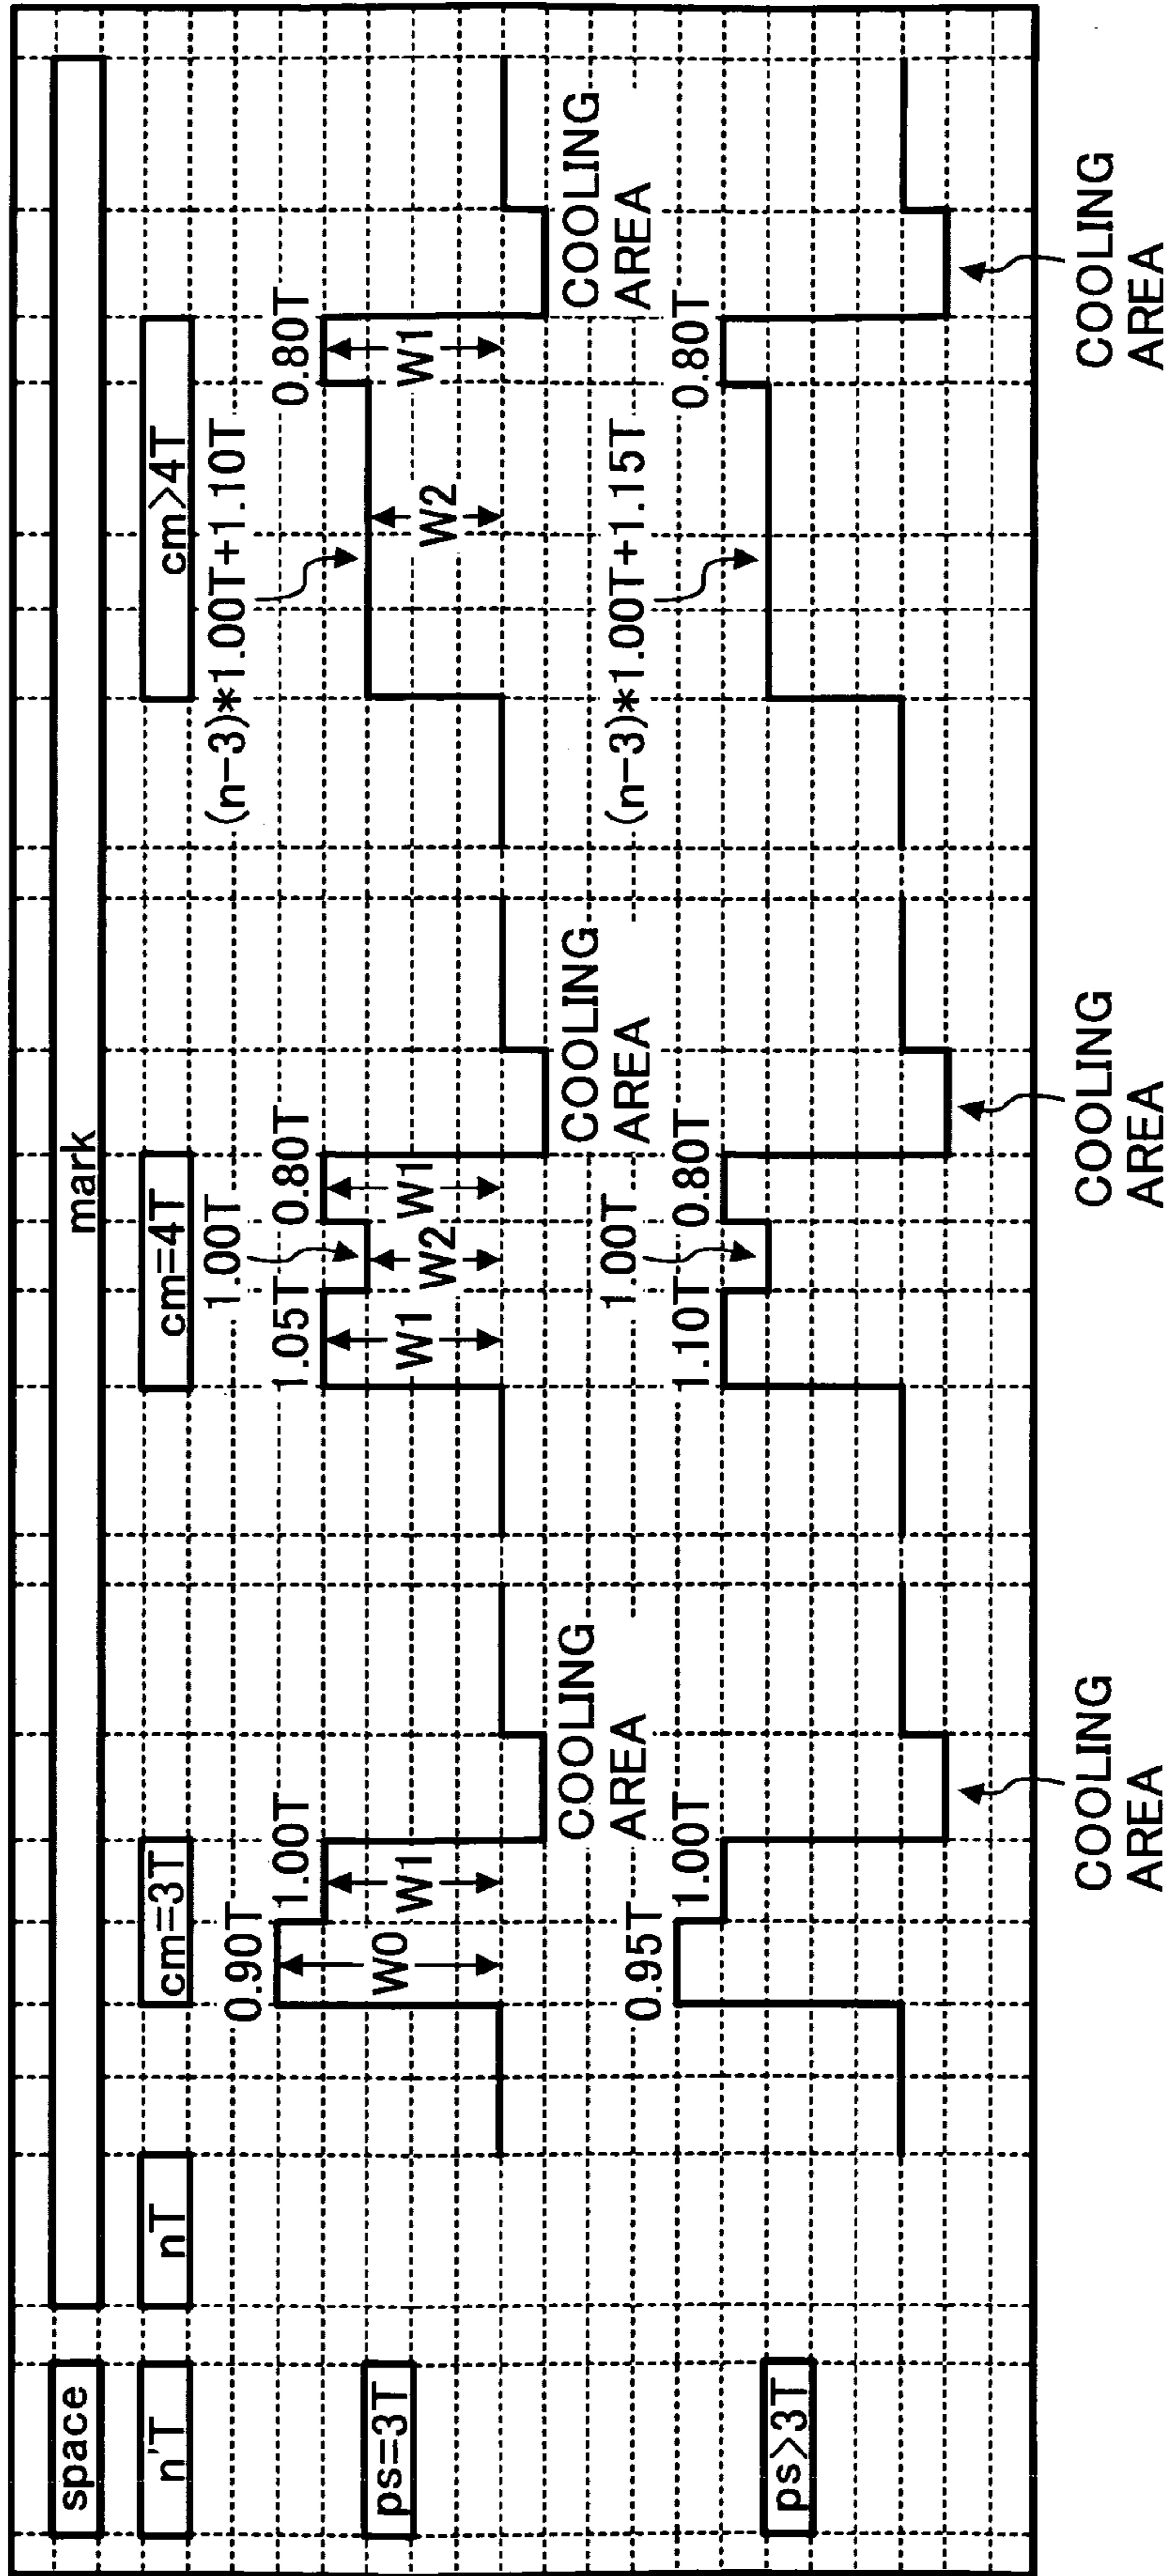 space
mark
n'T
nT
cm=3T
cm=4T
cm>4T
ps=3T
0.90T
1.00T
W0
W1
COOLING
AREA
1.05T
1.00T
0.80T
W1
W2
W1
COOLING
AREA
(n-3)*1.00T+1.10T
0.80T
W2
W1
COOLING
AREA
ps>3T
0.95T
1.00T
1.10T
1.00T
0.80T
(n-3)*1.00T+1.15T
0.80T
COOLING
AREA
COOLING
AREA
COOLING
AREA